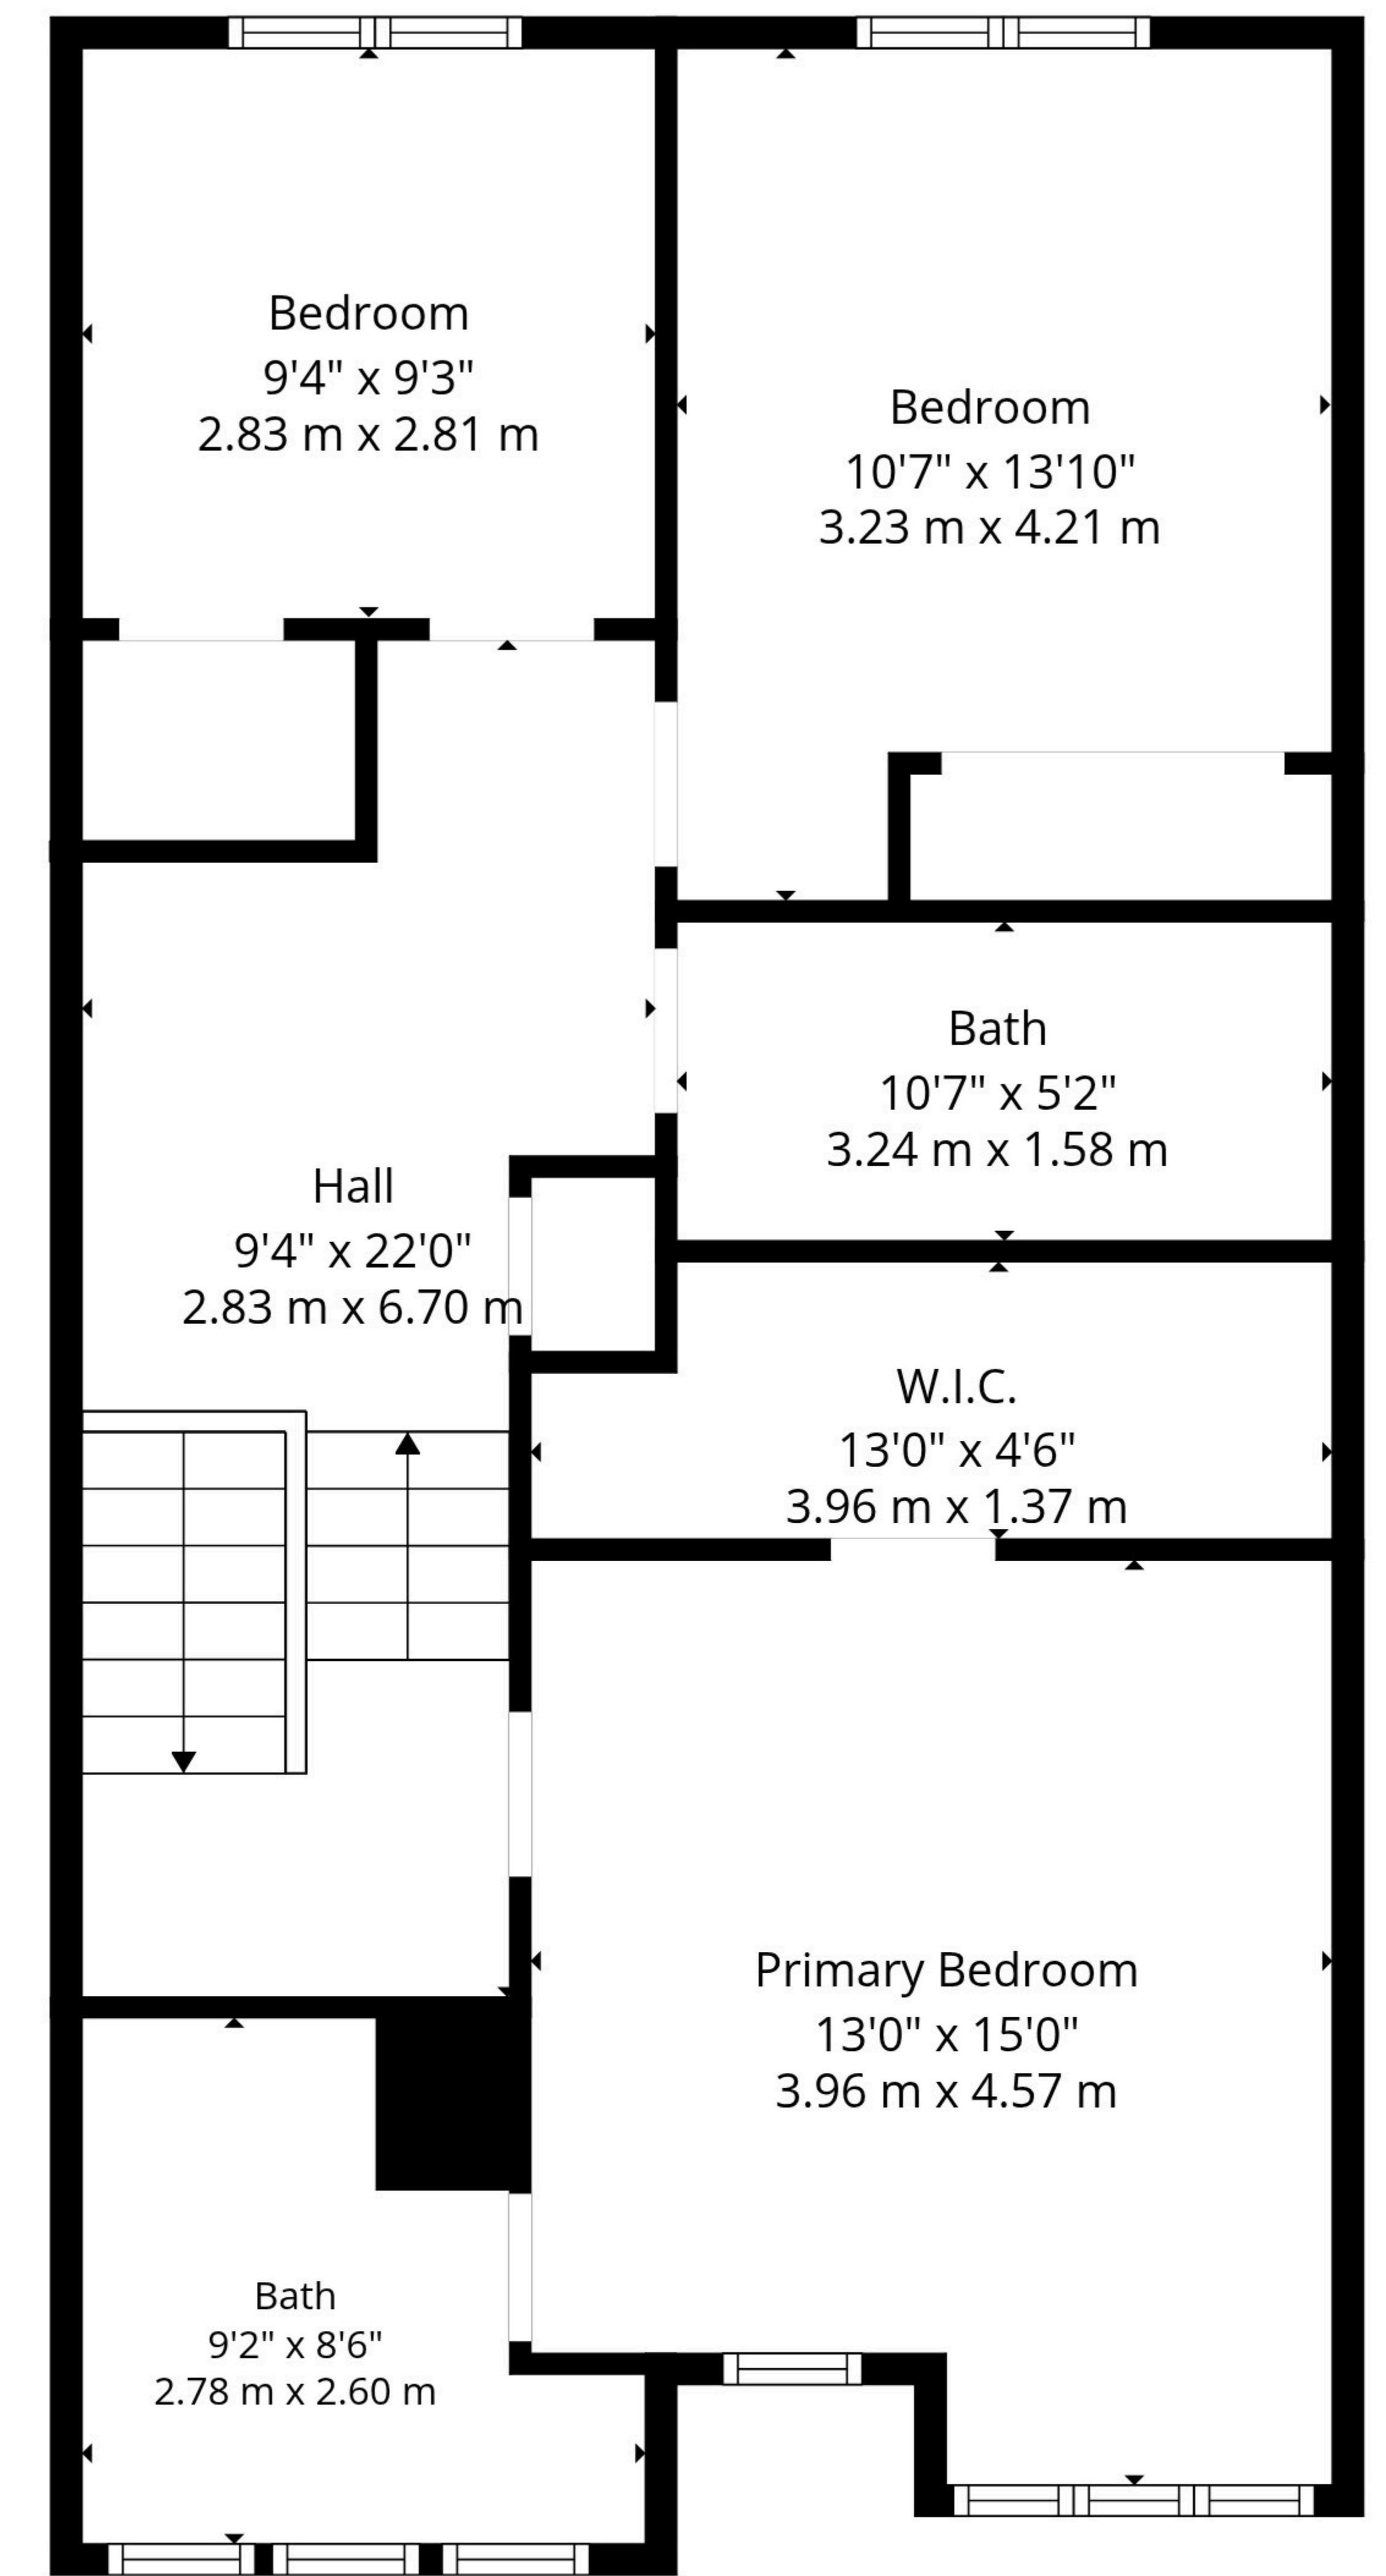 Bedroom
9'4" x 9'3"
2.83 m x 2.81 m
Bedroom
10'7" x 13'10"
3.23 m x 4.21 m
Bath
10'7" x 5'2"
3.24 m x 1.58 m
Hall
9'4" x 22'0"
2.83 m x 6.70 m
W.I.C.
13'0" x 4'6"
3.96 m x 1.37 m
Primary Bedroom
13'0" x 15'0"
3.96 m x 4.57 m
Bath
9'2" x 8'6"
2.78 m x 2.60 m